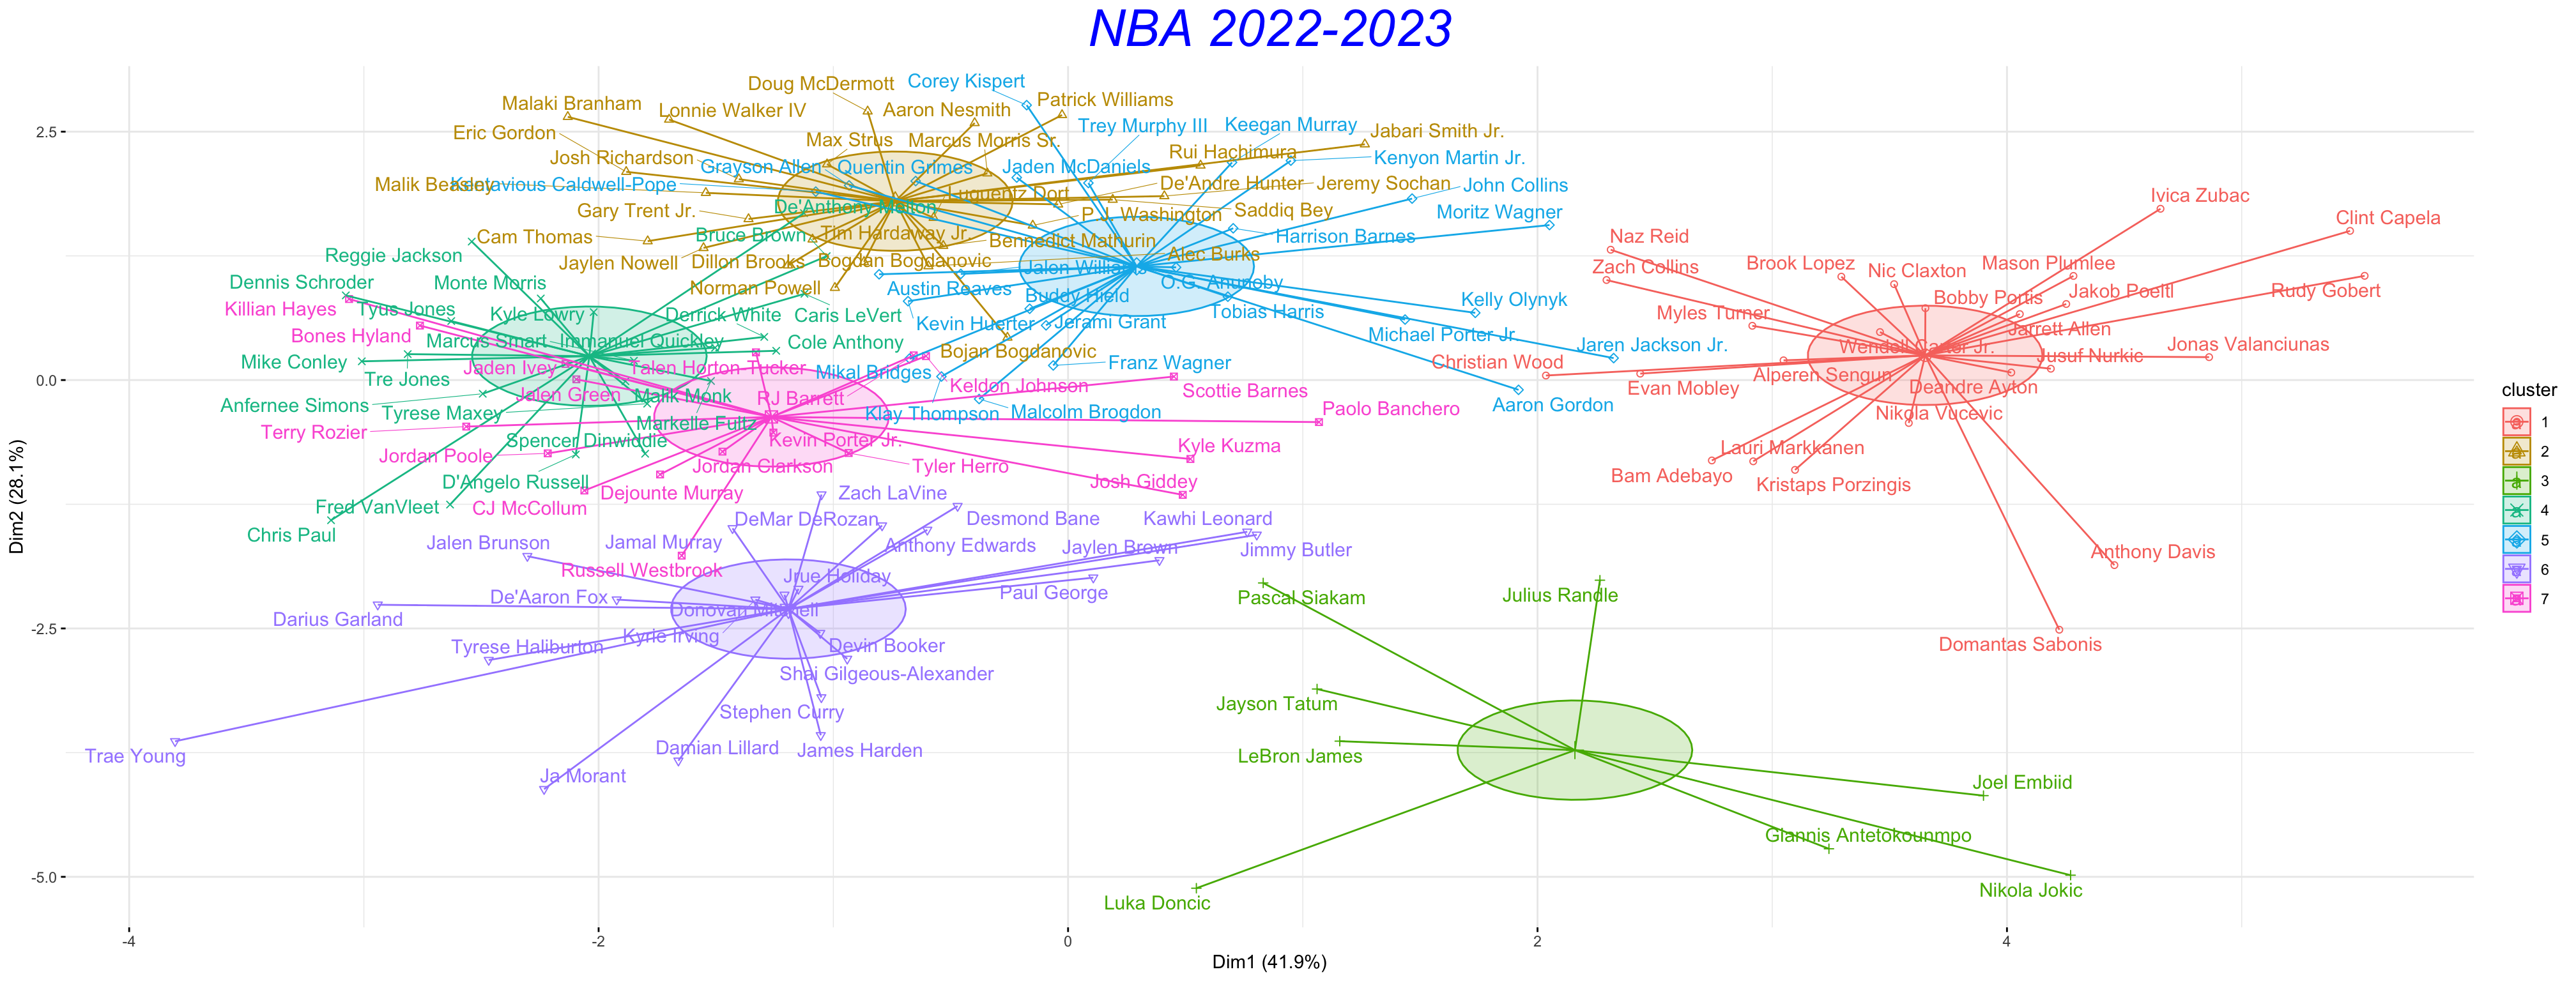 NBA 2022-2023
Doug McDermott
Corey Kispert
Malaki Branham
Lonnie Walker IV
Aaron Nesmith
Patrick Williams
Eric Gordon
Max Strus
Marcus Morris Sr.
Trey Murphy III
Keegan Murray
Jabari Smith Jr.
Josh Richardson
Grayson Allen
Quentin Grimes
Jaden McDaniels
Rui Hachimura
Kenyon Martin Jr.
Malik Beasley
Kentavious Caldwell-Pope
Luguentz Dort
De'Andre Hunter
Jeremy Sochan
John Collins
Ivica Zubac
Gary Trent Jr.
De'Anthony Melton
P.J. Washington
Saddiq Bey
Moritz Wagner
Clint Capela
Cam Thomas
Bruce Brown
Tim Hardaway Jr.
Bennedict Mathurin
Harrison Barnes
Naz Reid
Reggie Jackson
Jaylen Nowell
Dillon Brooks
Bogdan Bogdanovic
Jalen Williams
Alec Burks
Zach Collins
Brook Lopez
Nic Claxton
Mason Plumlee
Dennis Schroder
Monte Morris
Norman Powell
Austin Reaves
Buddy Hield
O.G. Anunoby
Kelly Olynyk
Bobby Portis
Jakob Poeltl
Rudy Gobert
Killian Hayes
Tyus Jones
Kyle Lowry
Derrick White
Caris LeVert
Kevin Huerter
Jerami Grant
Tobias Harris
Michael Porter Jr.
Myles Turner
Jarrett Allen
Bones Hyland
Marcus Smart
Immanuel Quickley
Cole Anthony
Bojan Bogdanovic
Jaren Jackson Jr.
Wendell Carter Jr.
Jusuf Nurkic
Jonas Valanciunas
Mike Conley
Tre Jones
Jaden Ivey
Talen Horton-Tucker
Mikal Bridges
Keldon Johnson
Franz Wagner
Scottie Barnes
Christian Wood
Evan Mobley
Alperen Sengun
Deandre Ayton
Anfernee Simons
Tyrese Maxey
Jalen Green
Malik Monk
RJ Barrett
Klay Thompson
Malcolm Brogdon
Paolo Banchero
Aaron Gordon
Nikola Vucevic
Terry Rozier
Markelle Fultz
Spencer Dinwiddie
Kevin Porter Jr.
Kyle Kuzma
Lauri Markkanen
Jordan Poole
Jordan Clarkson
Tyler Herro
Josh Giddey
Bam Adebayo
Kristaps Porzingis
D'Angelo Russell
Dejounte Murray
Zach LaVine
Fred VanVleet
CJ McCollum
Chris Paul
DeMar DeRozan
Desmond Bane
Kawhi Leonard
Jalen Brunson
Jamal Murray
Anthony Edwards
Jaylen Brown
Jimmy Butler
Anthony Davis
Russell Westbrook
Jrue Holiday
Paul George
Pascal Siakam
Julius Randle
De'Aaron Fox
Donovan Mitchell
Darius Garland
Kyrie Irving
Tyrese Haliburton
Devin Booker
Domantas Sabonis
Shai Gilgeous-Alexander
Stephen Curry
Jayson Tatum
Trae Young
Damian Lillard
James Harden
LeBron James
Ja Morant
Joel Embiid
Giannis Antetokounmpo
Luka Doncic
Nikola Jokic
2.5
0.0
-2.5
-5.0
Dim2 (28.1%)
-4
-2
0
2
4
Dim1 (41.9%)
cluster
1
2
3
4
5
6
7